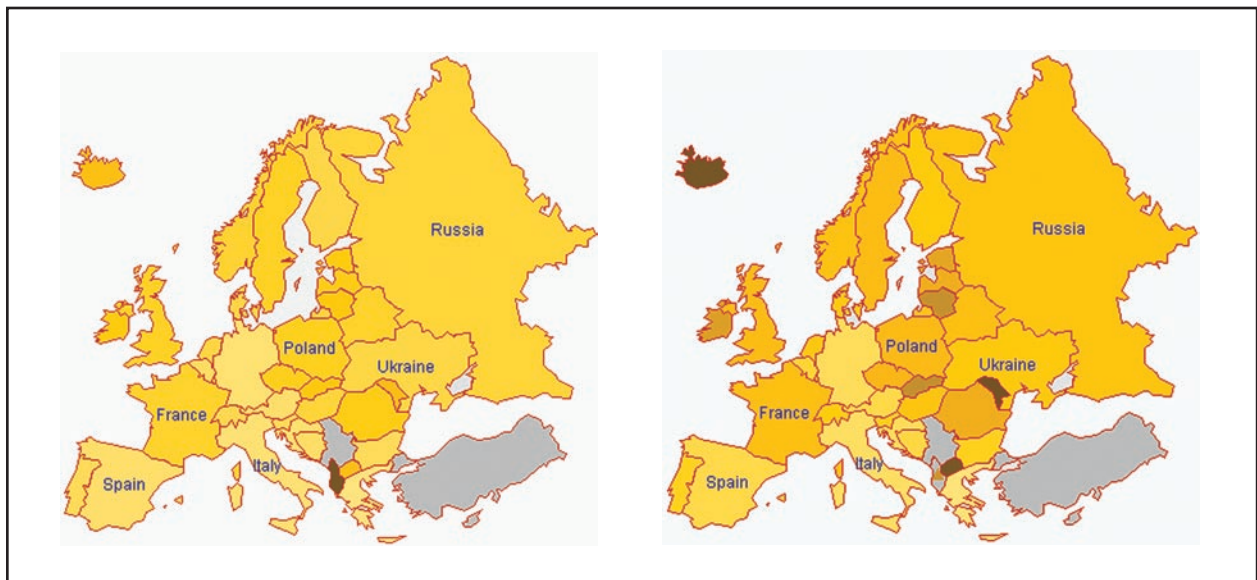 Russia
Poland
Ukraine
France
Italy
Spain
Russia
Poland
Ukraine
France
Italy
Spain